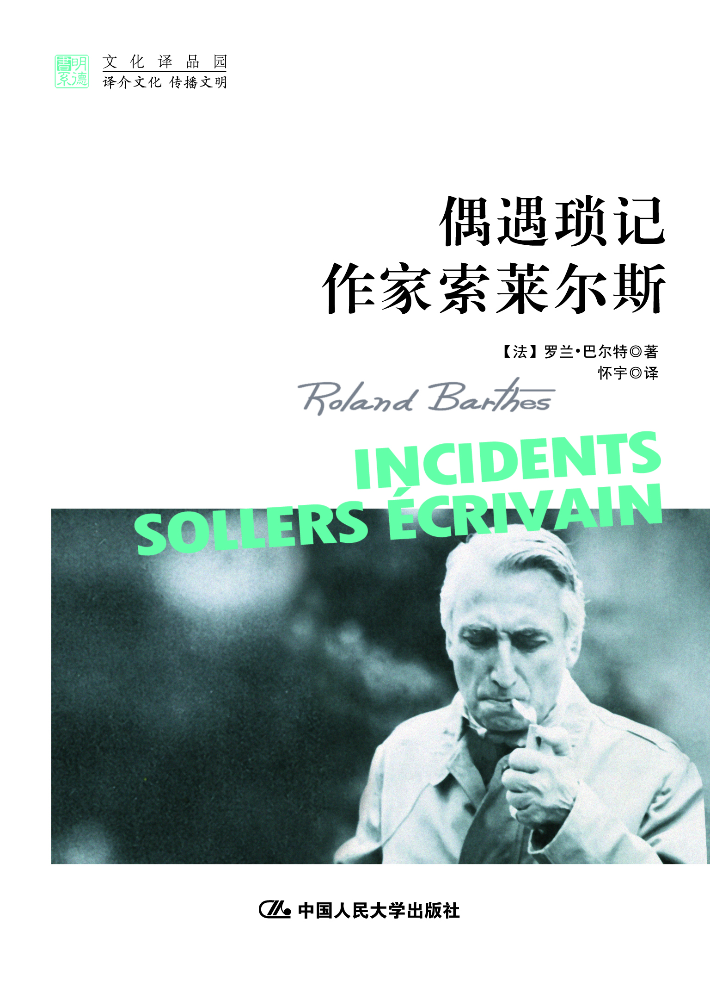 明德書系
文化译品园
译介文化 传播文明
偶遇琐记
作家索莱尔斯
【法】罗兰·巴尔特◎著
怀宇◎译
Roland Barthes
INCIDENTS
SOLLERS ÉCRIVAIN
中国人民大学出版社